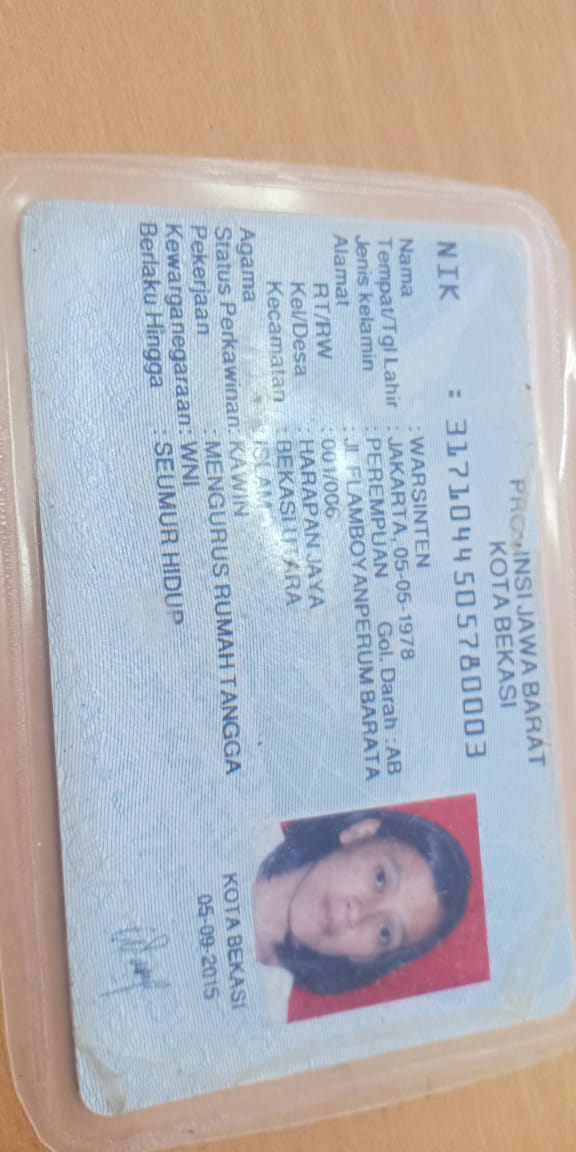 PROVINSI JAWA BARAT
KOTA BEKASI
NIK : 3171044505780003
Nama : WARSINTEN
Tempat/Tgl Lahir : JAKARTA, 05-05-1978
Jenis kelamin : PEREMPUAN Gol. Darah : AB
Alamat : JL FLAMBOYANPERUM BARATA
RT/RW : 001/006
Kel/Desa : HARAPAN JAYA
Kecamatan : BEKASI UTARA
Agama : ISLAM
Status Perkawinan: KAWIN
Pekerjaan : MENGURUS RUMAH TANGGA
Kewarganegaraan: WNI
Berlaku Hingga : SEUMUR HIDUP
KOTA BEKASI
05-09-2015